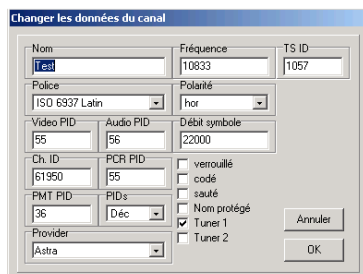 Changer les données du canal
Nom Fréquence TS ID
Test 10833 1057
Police Polarité
ISO 6937 Latin hor
Video PID Audio PID Débit symbole
55 56 22000
Ch. ID PCR PID
61950 55
verrouillé
codé
PMT PID PIDs
36 Déc
sauté
Nom protégé
Tuner 1
Tuner 2
Provider
Astra
Annuler
OK